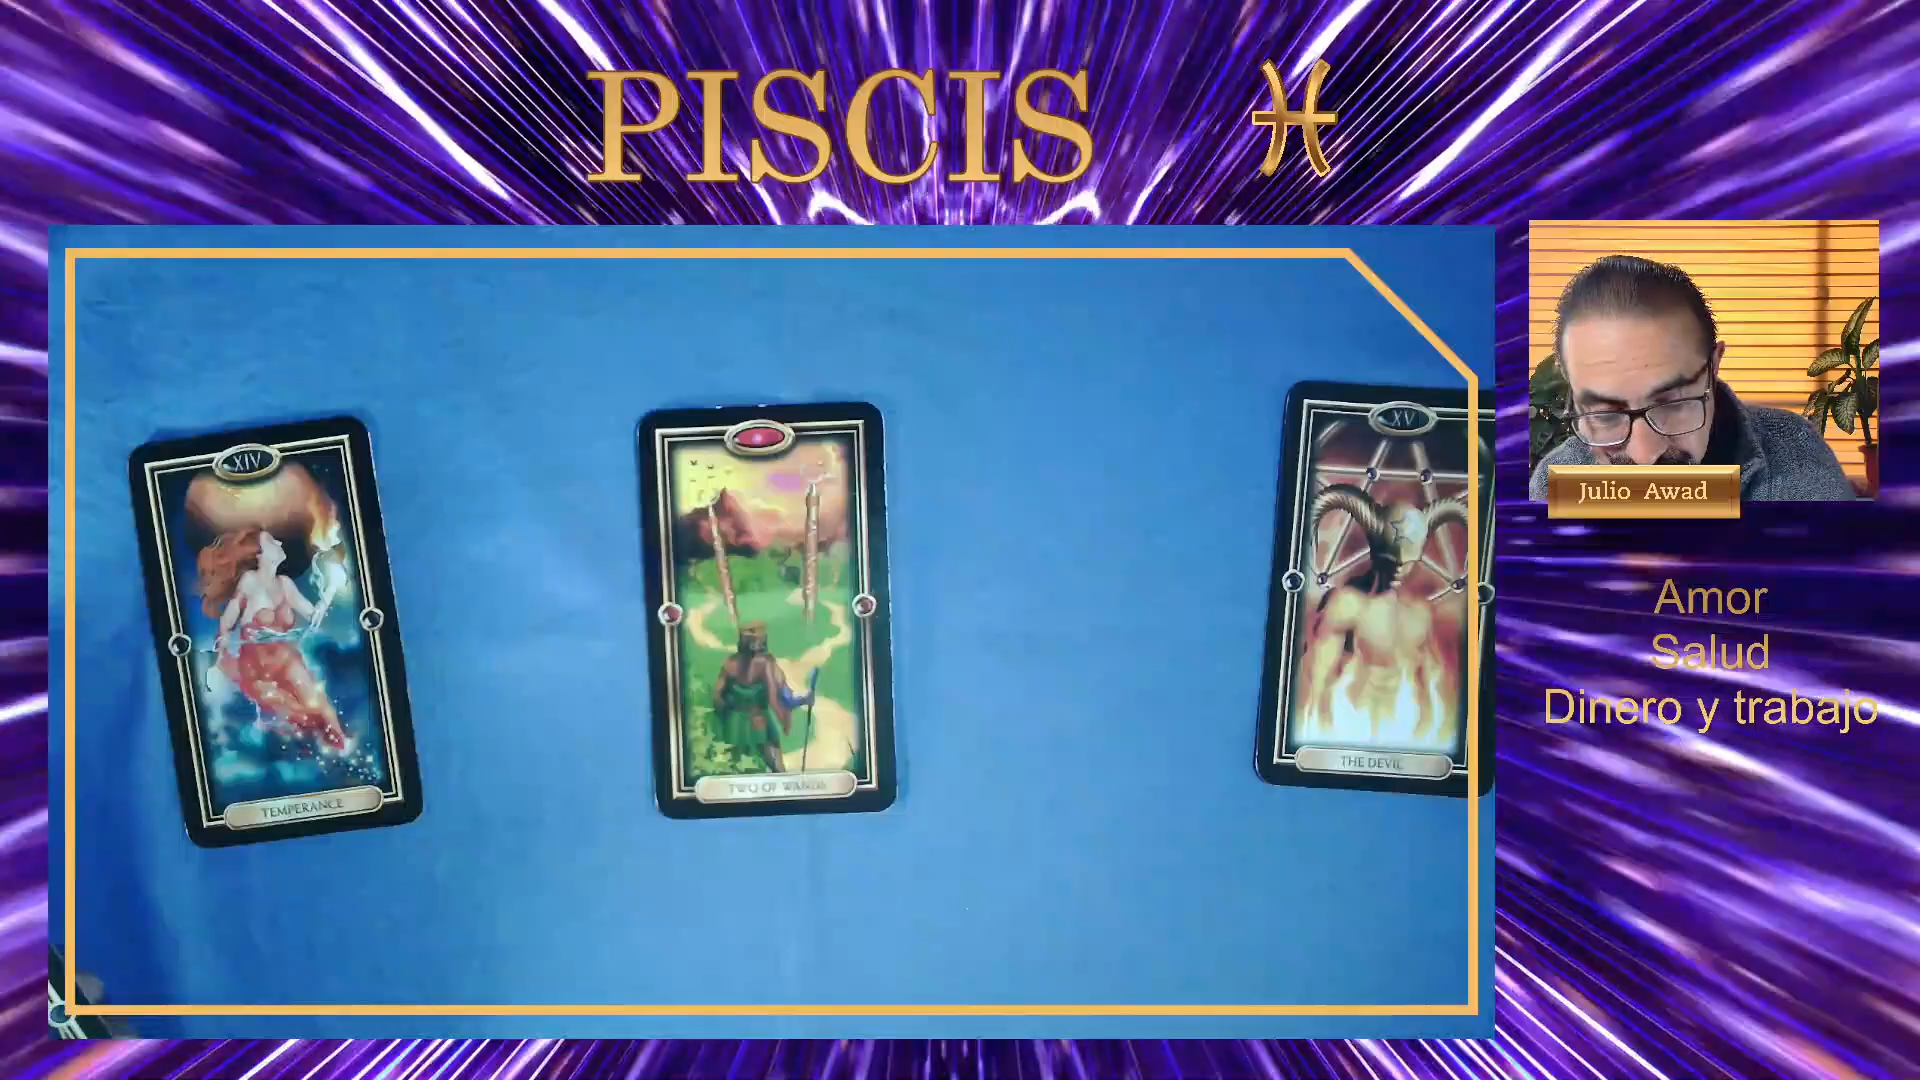 PISCIS
XIV
XV
TEMPERANCE
TWO OF WANDS
THE DEVIL
Julio Awad
Amor
Salud
Dinero y trabajo